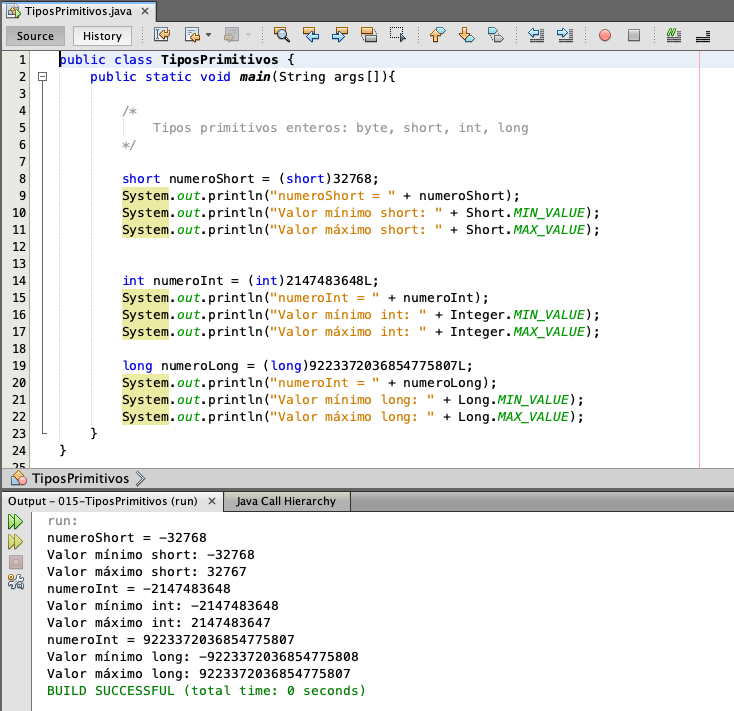 TiposPrimitivos.java ×
Source History
1 public class TiposPrimitivos {
2 public static void main(String args[]){
3
4 /*
5 Tipos primitivos enteros: byte, short, int, long
6 */
7
8 short numeroShort = (short)32768;
9 System.out.println("numeroShort = " + numeroShort);
10 System.out.println("Valor mínimo short: " + Short.MIN_VALUE);
11 System.out.println("Valor máximo short: " + Short.MAX_VALUE);
12
13
14 int numeroInt = (int)2147483648L;
15 System.out.println("numeroInt = " + numeroInt);
16 System.out.println("Valor mínimo int: " + Integer.MIN_VALUE);
17 System.out.println("Valor máximo int: " + Integer.MAX_VALUE);
18
19 long numeroLong = (long)9223372036854775807L;
20 System.out.println("numeroInt = " + numeroLong);
21 System.out.println("Valor mínimo long: " + Long.MIN_VALUE);
22 System.out.println("Valor máximo long: " + Long.MAX_VALUE);
23 }
24 }
25
TiposPrimitivos
Output - 015-TiposPrimitivos (run) × Java Call Hierarchy
run:
numeroShort = -32768
Valor mínimo short: -32768
Valor máximo short: 32767
numeroInt = -2147483648
Valor mínimo int: -2147483648
Valor máximo int: 2147483647
numeroInt = 9223372036854775807
Valor mínimo long: -9223372036854775808
Valor máximo long: 9223372036854775807
BUILD SUCCESSFUL (total time: 0 seconds)